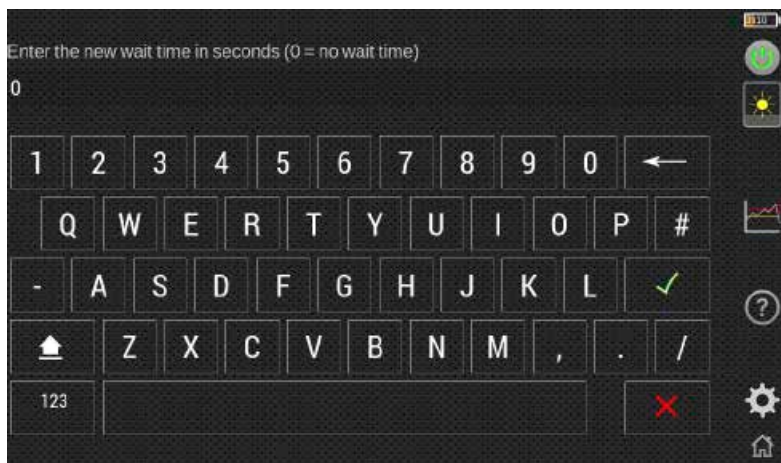 Enter the new wait time in seconds (0 = no wait time)
0
1 2 3 4 5 6 7 8 9 0
Q W E R T Y U I O P #
- A S D F G H J K L
Z X C V B N M , . /
123
?